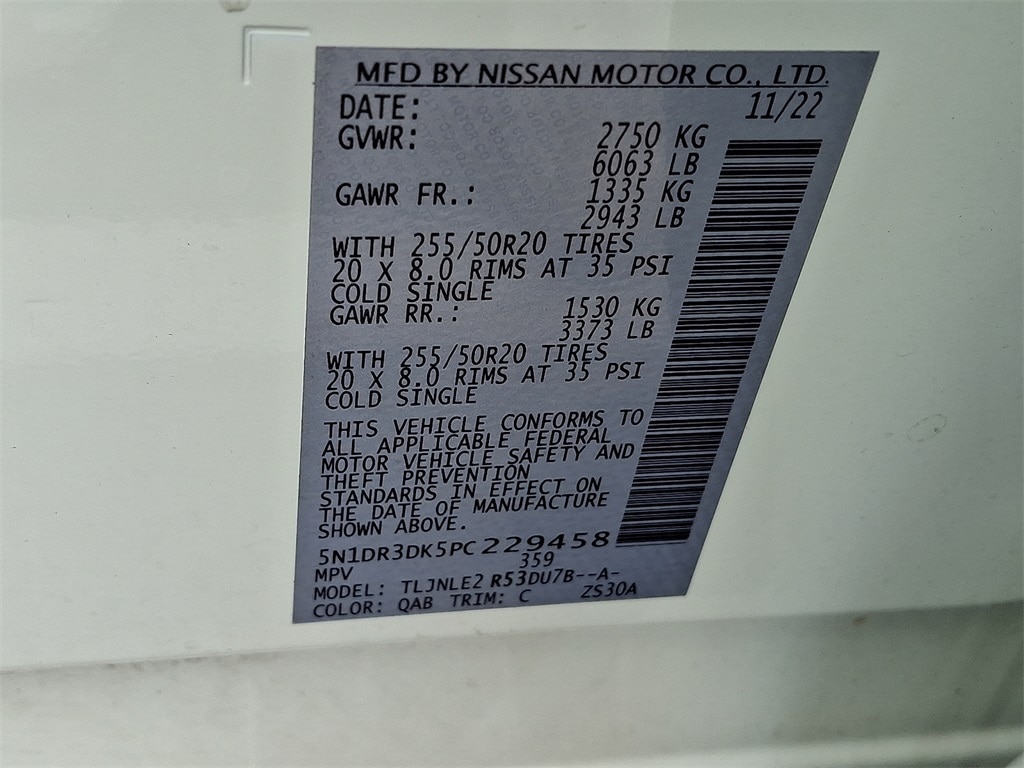 MFD BY NISSAN MOTOR CO., LTD.
DATE: 11/22
GVWR: 2750 KG
6063 LB
GAWR FR.: 1335 KG
2943 LB
WITH 255/50R20 TIRES
20 X 8.0 RIMS AT 35 PSI
COLD SINGLE
GAWR RR.: 1530 KG
3373 LB
WITH 255/50R20 TIRES
20 X 8.0 RIMS AT 35 PSI
COLD SINGLE
THIS VEHICLE CONFORMS TO
ALL APPLICABLE FEDERAL
MOTOR VEHICLE SAFETY AND
THEFT PREVENTION
STANDARDS IN EFFECT ON
THE DATE OF MANUFACTURE
SHOWN ABOVE.
5N1DR3DK5PC229458
MPV 359
MODEL: TLJNLE2 R53DU7B--A-
COLOR: QAB TRIM: C ZS30A